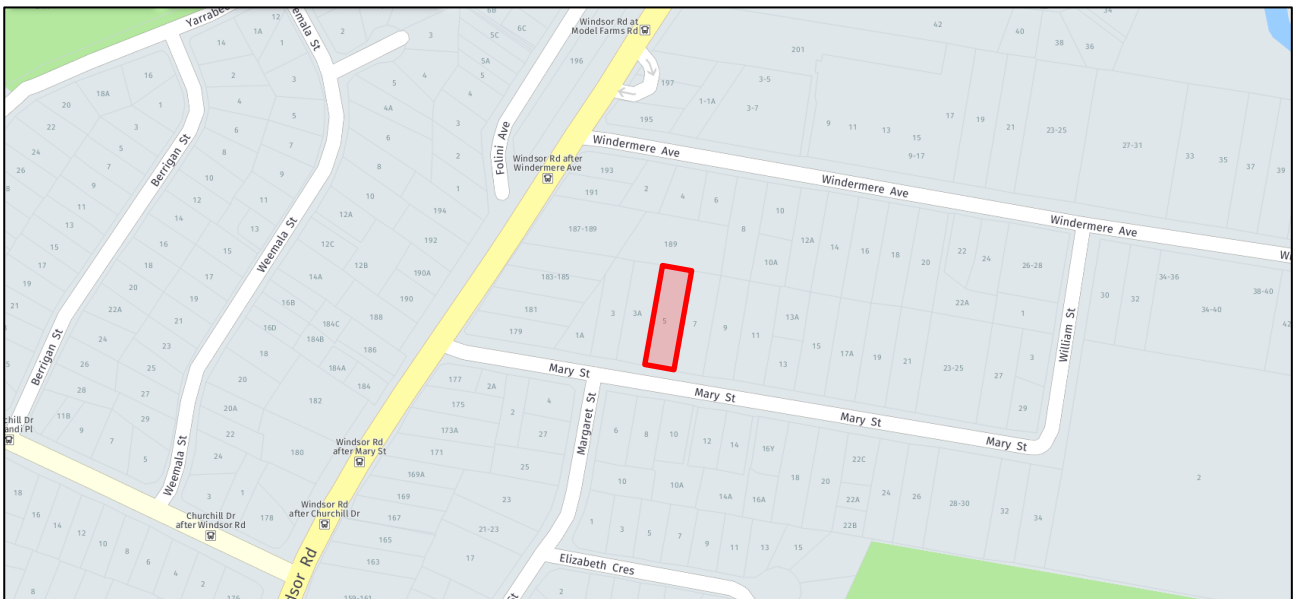 Yarrabee
Weemala St
Windsor Rd at
Model Farms Rd
Folini Ave
Berrigan St
Windsor Rd after
Windermere Ave
Windermere Ave
Windermere Ave
Windermere Ave
Weemala St
Berrigan St
Weemala St
Mary St
Mary St
Mary St
Mary St
Margaret St
William St
Windsor Rd
after Mary St
Windsor Rd
after Churchill Dr
Churchill Dr
after Windsor Rd
Elizabeth Cres
12
1A
14
1
2
3
5C
6C
196
201
42
40
38
36
34
16
18A
20
1
2
3
5
4
5A
4
197
3-5
1-1A
3-7
22
3
5
4
5
4A
195
9
11
13
15
17
19
21
23-25
24
7
6
7
6
3
9-17
27-31
33
35
37
39
26
9
8
8
2
193
191
2
4
6
10
11
12
9
10
1
194
187-189
189
8
12A
14
16
18
20
22
24
26-28
13
14
11
12A
192
15
16
13
12C
10A
17
18
15
12B
190A
183-185
34-36
19
20
17
14A
190
22A
30
32
38-40
34-40
21
22A
19
16B
188
181
3
3A
5
7
9
11
13A
1
24
21
16D
184C
179
1A
23
184B
186
15
17A
19
21
26
25
18
184A
13
23-25
27
3
28
27
20
184
177
2A
2
4
29
11B
29
20A
182
175
9
22
173A
27
6
8
10
12
14
16Y
7
5
24
180
171
25
22C
2
18
3
1
178
169A
169
23
10
10A
14A
16A
20
22A
24
26
28-30
32
34
16
14
12
10
8
6
4
2
167
165
163
21-23
17
1
3
5
7
9
11
13
15
22B
8
176
159-161
2